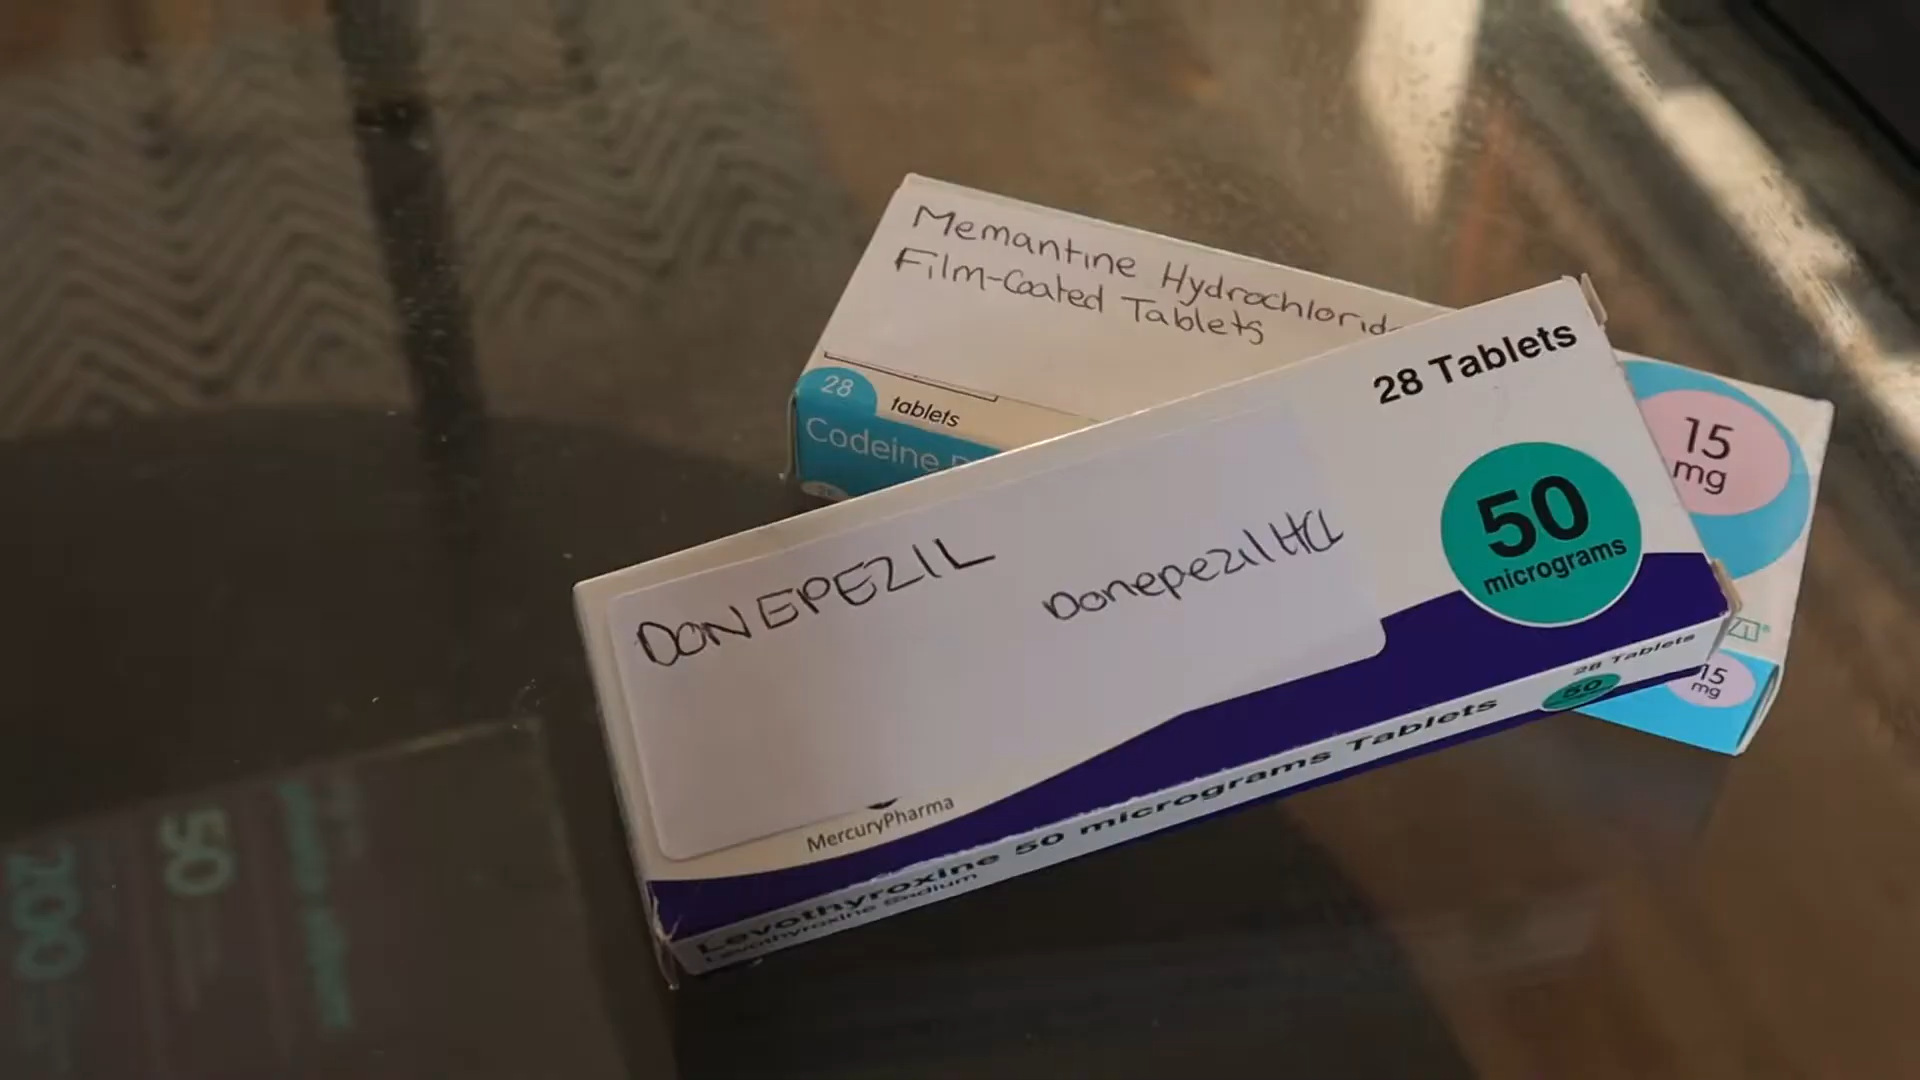 Memantine Hydrochlorid
Film-Coated Tablets
28
tablets
Codeine
15
mg
28 Tablets
50
micrograms
DONEPEZIL
Donepezil HCL
MercuryPharma
28 Tablets
50
15
mg
Levothyroxine 50 micrograms Tablets
Levothyroxine Sodium